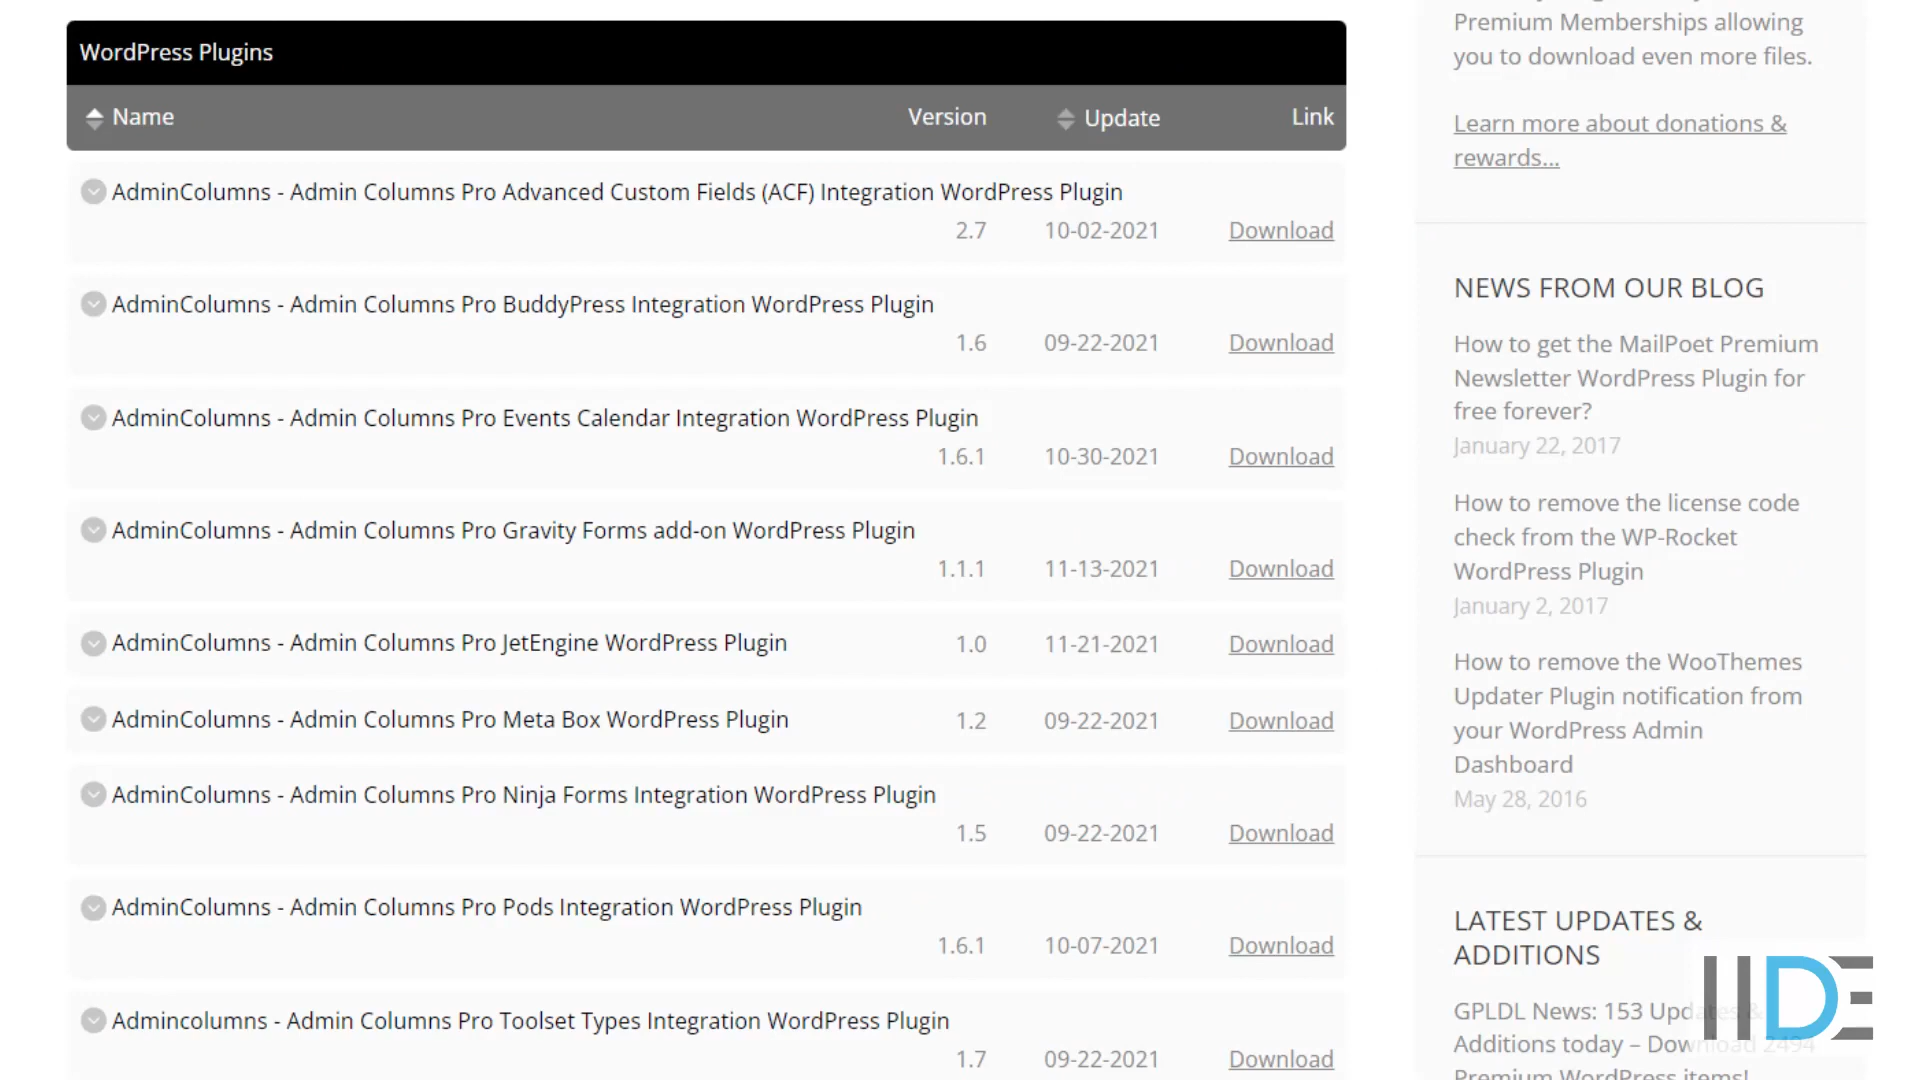 WordPress Plugins
Name Version Update Link
AdminColumns - Admin Columns Pro Advanced Custom Fields (ACF) Integration WordPress Plugin
2.7 10-02-2021 Download
AdminColumns - Admin Columns Pro BuddyPress Integration WordPress Plugin
1.6 09-22-2021 Download
AdminColumns - Admin Columns Pro Events Calendar Integration WordPress Plugin
1.6.1 10-30-2021 Download
AdminColumns - Admin Columns Pro Gravity Forms add-on WordPress Plugin
1.1.1 11-13-2021 Download
AdminColumns - Admin Columns Pro JetEngine WordPress Plugin 1.0 11-21-2021 Download
AdminColumns - Admin Columns Pro Meta Box WordPress Plugin 1.2 09-22-2021 Download
AdminColumns - Admin Columns Pro Ninja Forms Integration WordPress Plugin
1.5 09-22-2021 Download
AdminColumns - Admin Columns Pro Pods Integration WordPress Plugin
1.6.1 10-07-2021 Download
Admincolumns - Admin Columns Pro Toolset Types Integration WordPress Plugin
1.7 09-22-2021 Download
Premium Memberships allowing
you to download even more files.
Learn more about donations &
rewards...
NEWS FROM OUR BLOG
How to get the MailPoet Premium
Newsletter WordPress Plugin for
free forever?
January 22, 2017
How to remove the license code
check from the WP-Rocket
WordPress Plugin
January 2, 2017
How to remove the WooThemes
Updater Plugin notification from
your WordPress Admin
Dashboard
May 28, 2016
LATEST UPDATES &
ADDITIONS
GPLDL News: 153 Updates &
Additions today – Download 2494
Premium WordPress items!
IIDE